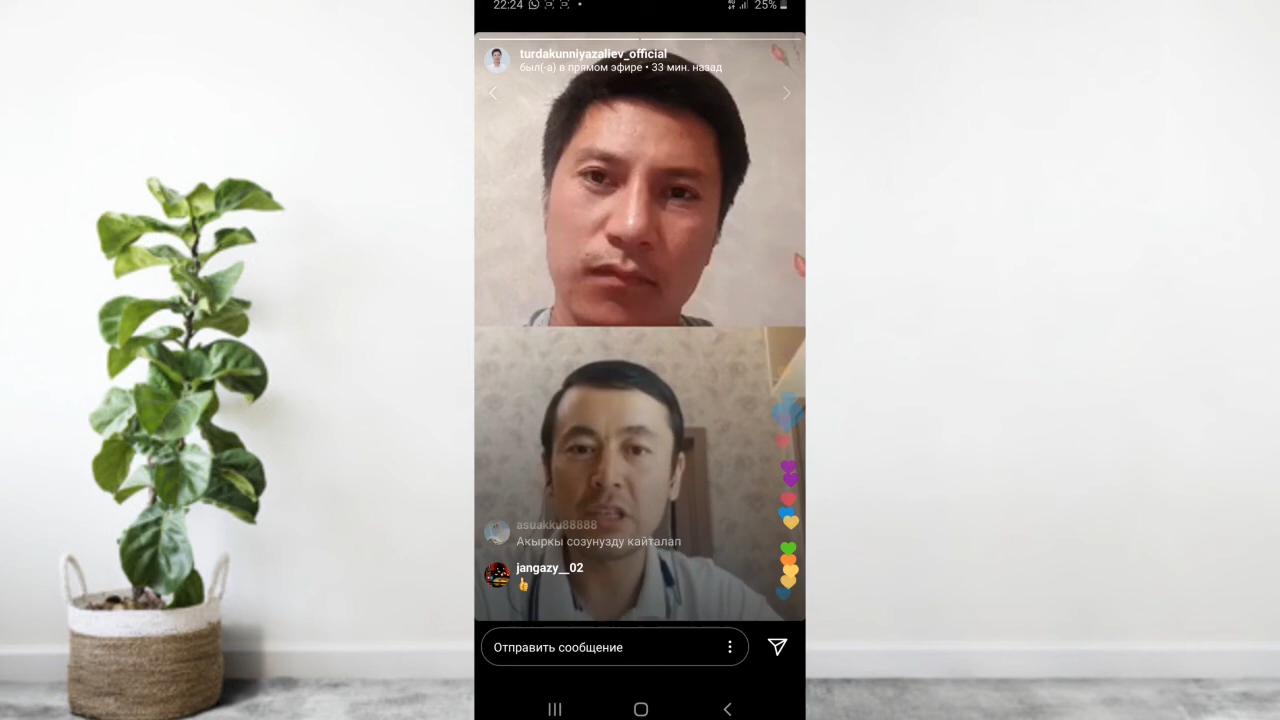 22:24
25%
turdakunniyazaliev_official
был(-а) в прямом эфире • 33 мин. назад
asuakku88888
Акыркы созунузду кайталап
jangazy__02
👍
Отправить сообщение